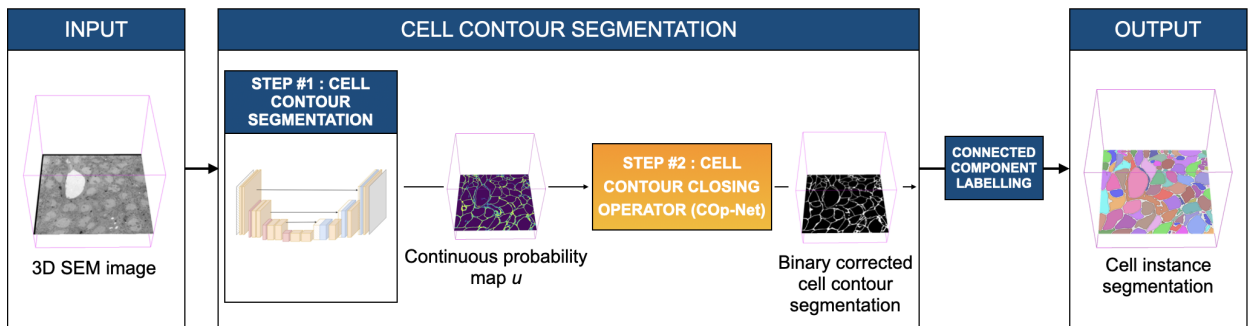 INPUT
3D SEM image
CELL CONTOUR SEGMENTATION
STEP #1 : CELL
CONTOUR
SEGMENTATION
Continuous probability
map u
STEP #2 : CELL
CONTOUR CLOSING
OPERATOR (COp-Net)
Binary corrected
cell contour
segmentation
CONNECTED
COMPONENT
LABELLING
OUTPUT
Cell instance
segmentation